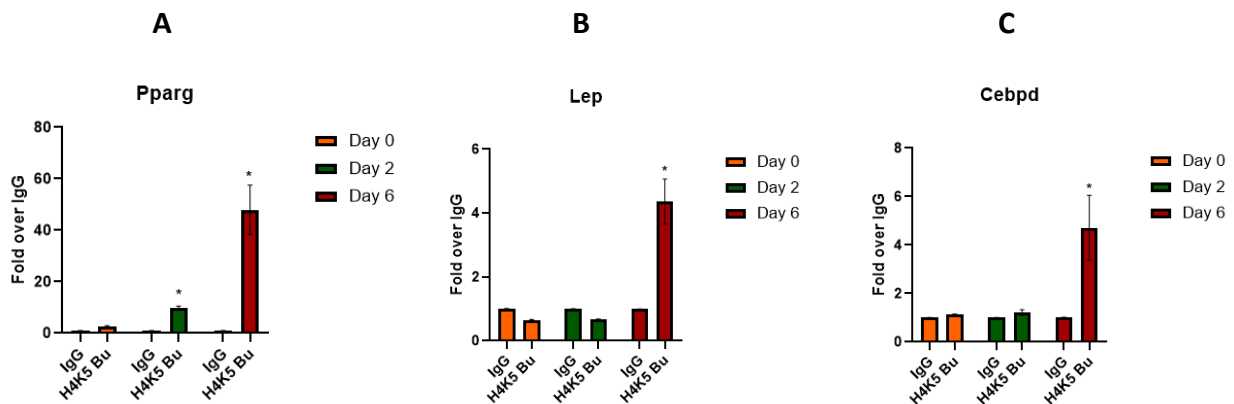 A
B
C
Pparg
Fold over IgG
80
60
40
20
0
*
*
IgG
H4K5 Bu
IgG
H4K5 Bu
IgG
H4K5 Bu
Day 0
Day 2
Day 6
Lep
Fold over IgG
6
4
2
0
*
IgG
H4K5 Bu
IgG
H4K5 Bu
IgG
H4K5 Bu
Day 0
Day 2
Day 6
Cebpd
Fold over IgG
8
6
4
2
0
*
IgG
H4K5 Bu
IgG
H4K5 Bu
IgG
H4K5 Bu
Day 0
Day 2
Day 6